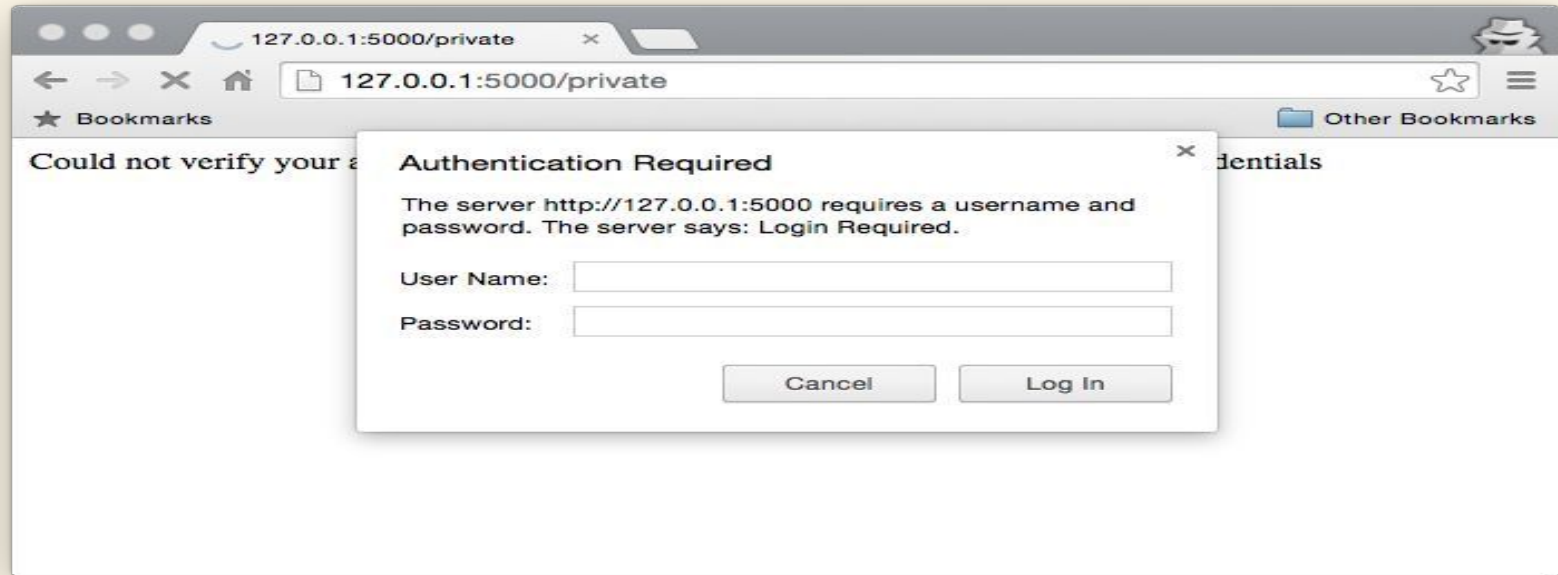 127.0.0.1:5000/private
127.0.0.1:5000/private
Bookmarks
Other Bookmarks
Could not verify your a
dentials
Authentication Required
The server http://127.0.0.1:5000 requires a username and
password. The server says: Login Required.
User Name:
Password:
Cancel
Log In